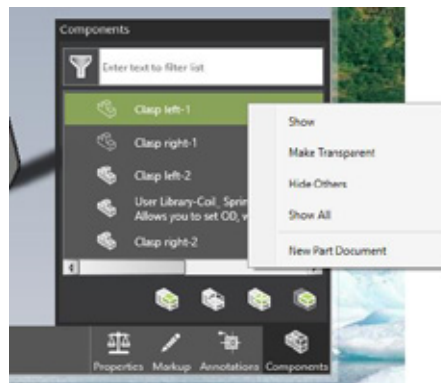 Components
Enter text to filter list
Clasp left-1
Clasp right-1
Clasp left-2
User Library-Coil_ Sprin
Allows you to set OD, w
Clasp right-2
Show
Make Transparent
Hide Others
Show All
New Part Document
Properties Markup Annotations Components